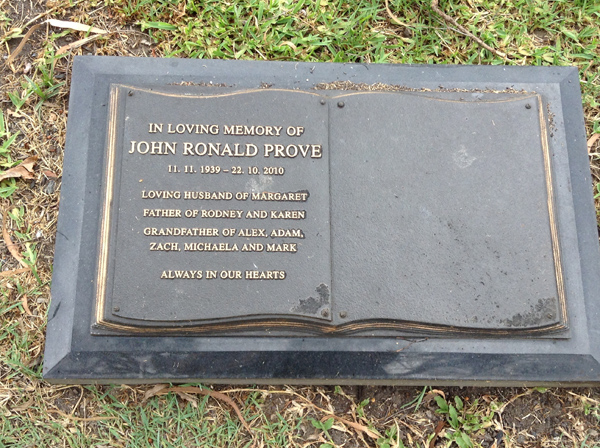 IN LOVING MEMORY OF
JOHN RONALD PROVE
11. 11. 1939 – 22. 10. 2010
LOVING HUSBAND OF MARGARET
FATHER OF RODNEY AND KAREN
GRANDFATHER OF ALEX, ADAM,
ZACH, MICHAELA AND MARK
ALWAYS IN OUR HEARTS